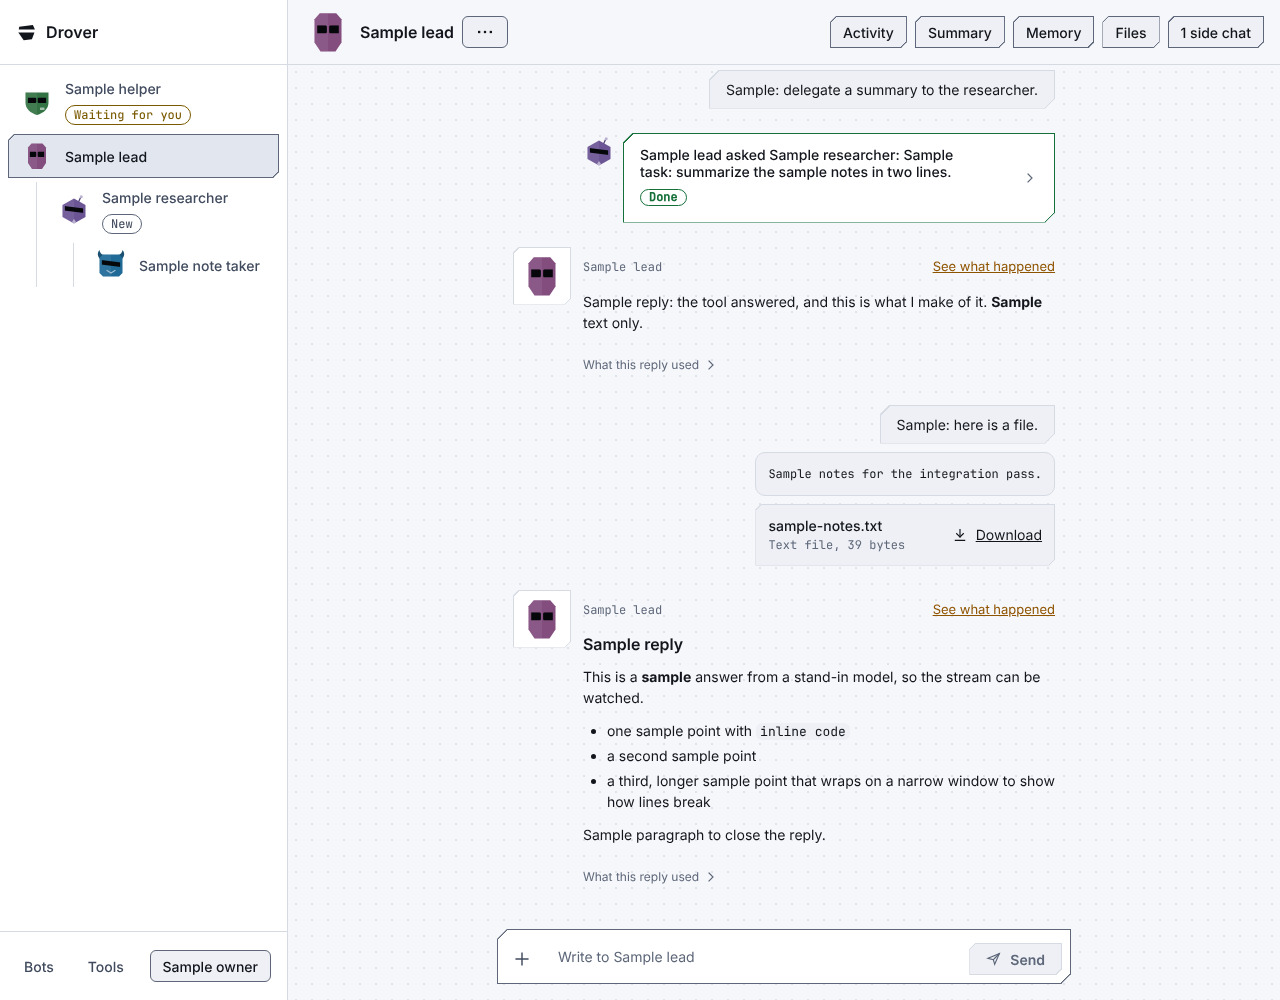 Drover
Sample helper
Waiting for you
Sample lead
Sample researcher
New
Sample note taker
Bots
Tools
Sample owner
Sample lead
Activity
Summary
Memory
Files
1 side chat
Sample: delegate a summary to the researcher.
Sample lead asked Sample researcher: Sample
task: summarize the sample notes in two lines.
Done
Sample lead
See what happened
Sample reply: the tool answered, and this is what I make of it. Sample
text only.
What this reply used
Sample: here is a file.
Sample notes for the integration pass.
sample-notes.txt
Text file, 39 bytes
Download
Sample lead
See what happened
Sample reply
This is a sample answer from a stand-in model, so the stream can be
watched.
one sample point with inline code
a second sample point
a third, longer sample point that wraps on a narrow window to show
how lines break
Sample paragraph to close the reply.
What this reply used
Write to Sample lead
Send